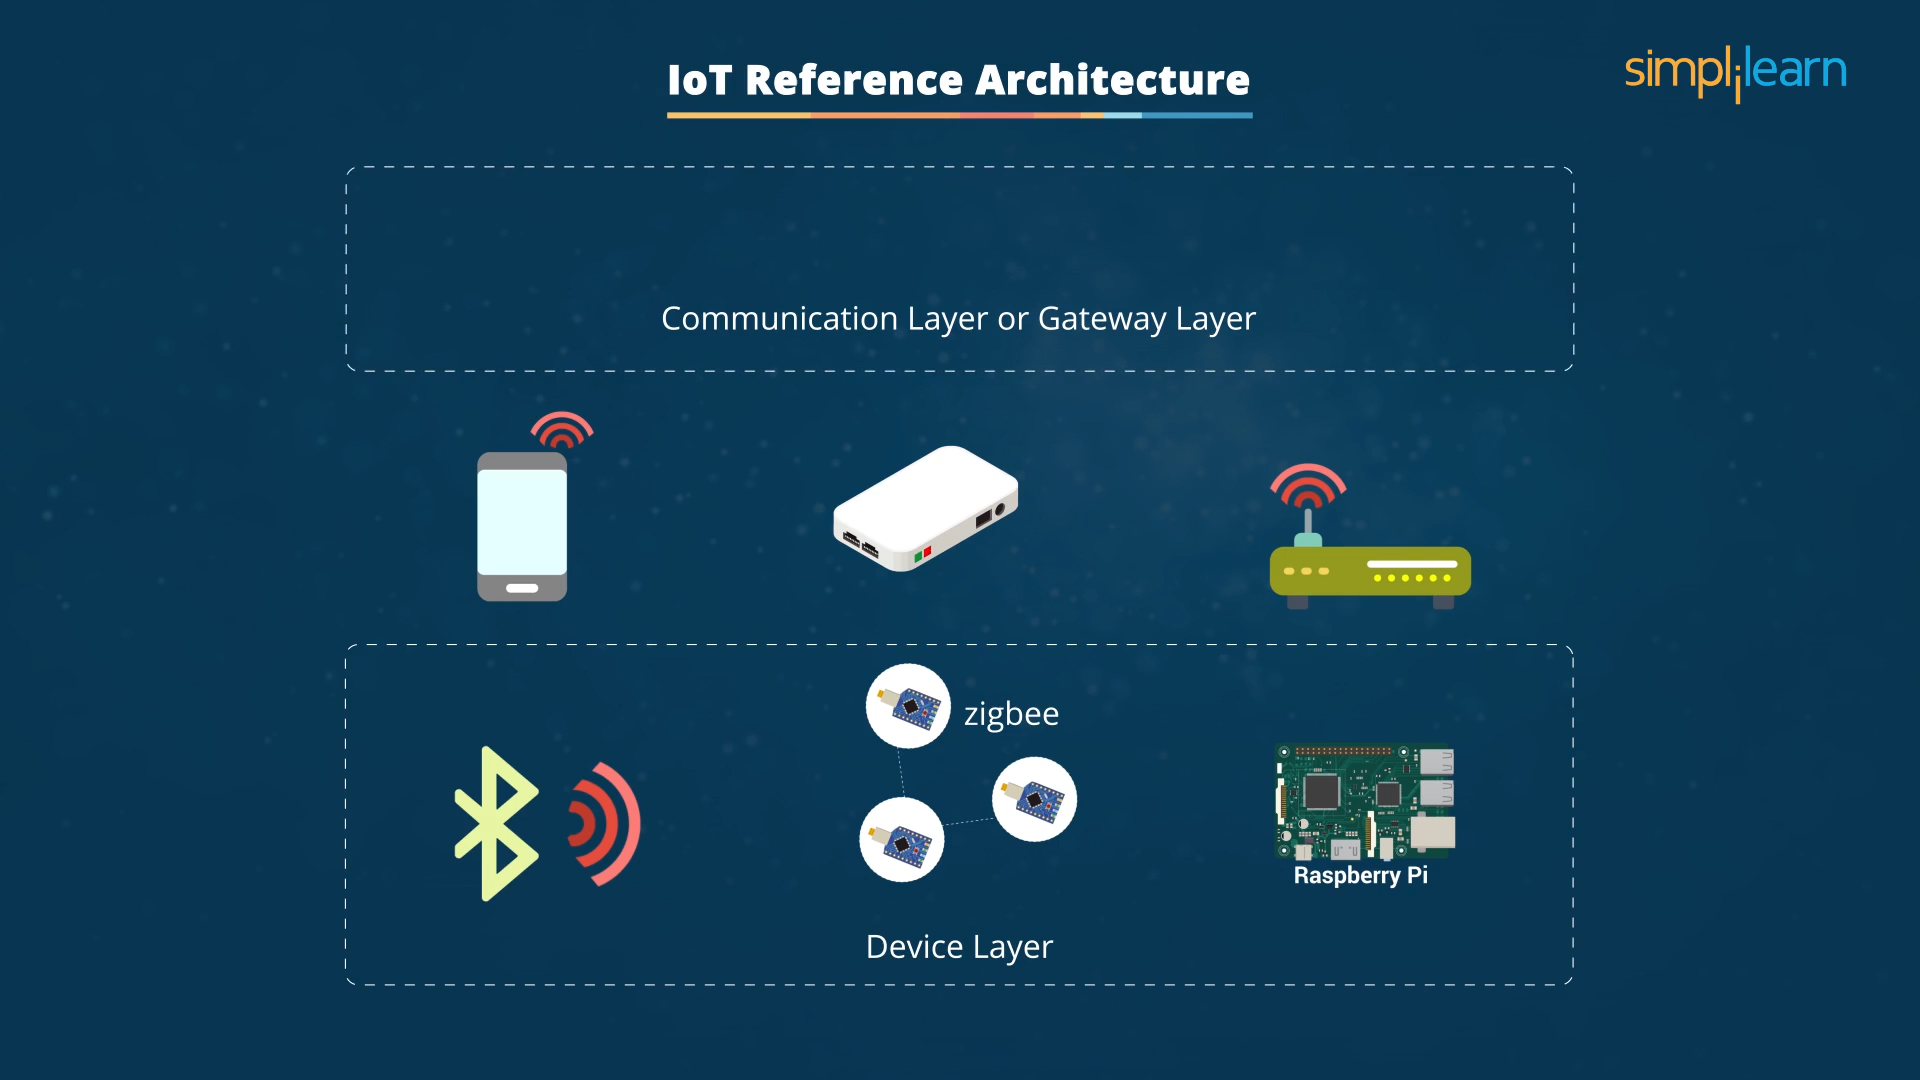 IoT Reference Architecture
simplilearn
Communication Layer or Gateway Layer
zigbee
Raspberry Pi
Device Layer